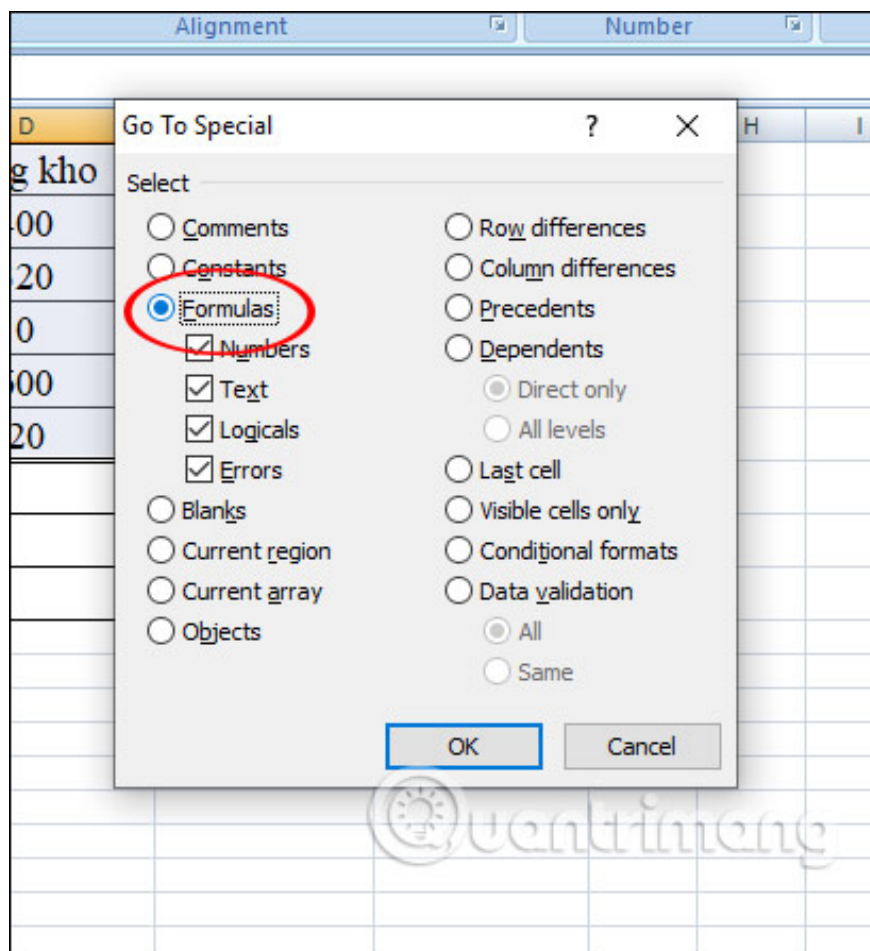 Alignment
Number
D
H
I
Go To Special
?
g kho
Select
00
20
0
500
20
Comments
Constants
Formulas
Numbers
Text
Logicals
Errors
Blanks
Current region
Current array
Objects
Row differences
Column differences
Precedents
Dependents
Direct only
All levels
Last cell
Visible cells only
Conditional formats
Data validation
All
Same
OK
Cancel
Quantrimang